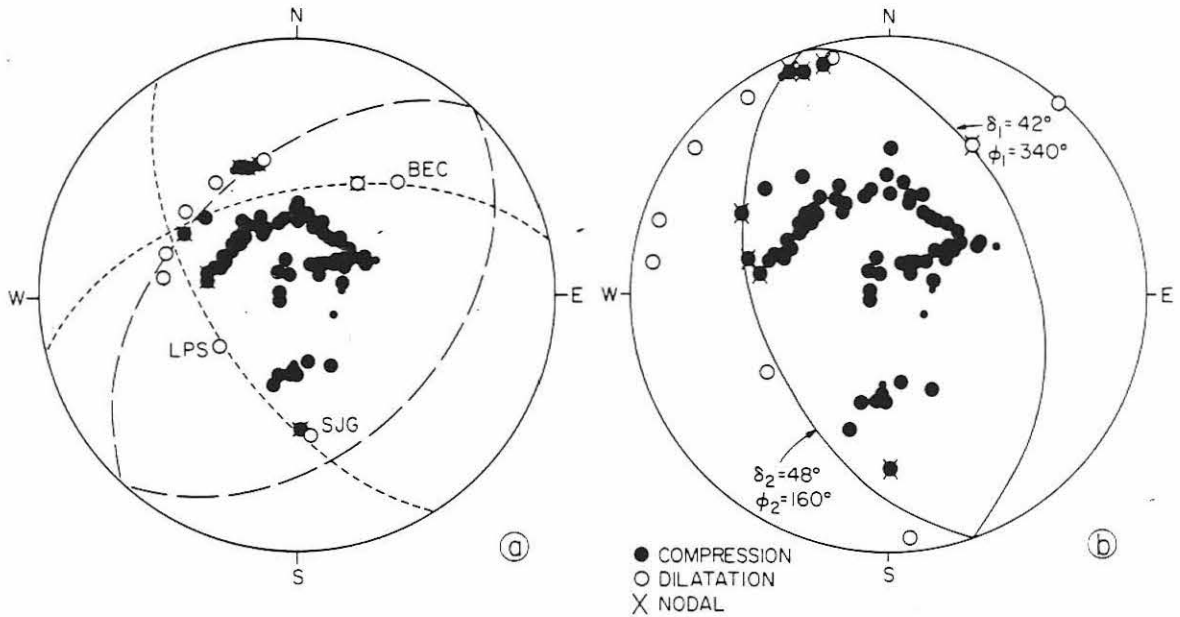 N
BEC
W
E
LPS
SJG
S
a
N
δ₁=42°
ϕ₁=340°
W
E
δ₂=48°
ϕ₂=160°
S
b
● COMPRESSION
○ DILATATION
X NODAL